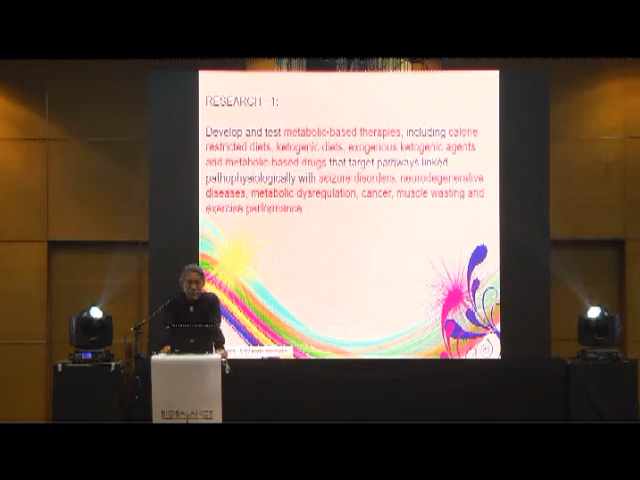 RESEARCH 1:
Develop and test metabolic-based therapies, including calorie
restricted diets, ketogenic diets, exogenous ketogenic agents
and metabolic-based drugs that target pathways linked
pathophysiologically with seizure disorders, neurodegenerative
diseases, metabolic dysregulation, cancer, muscle wasting and
exercise performance
BIOBALANCE